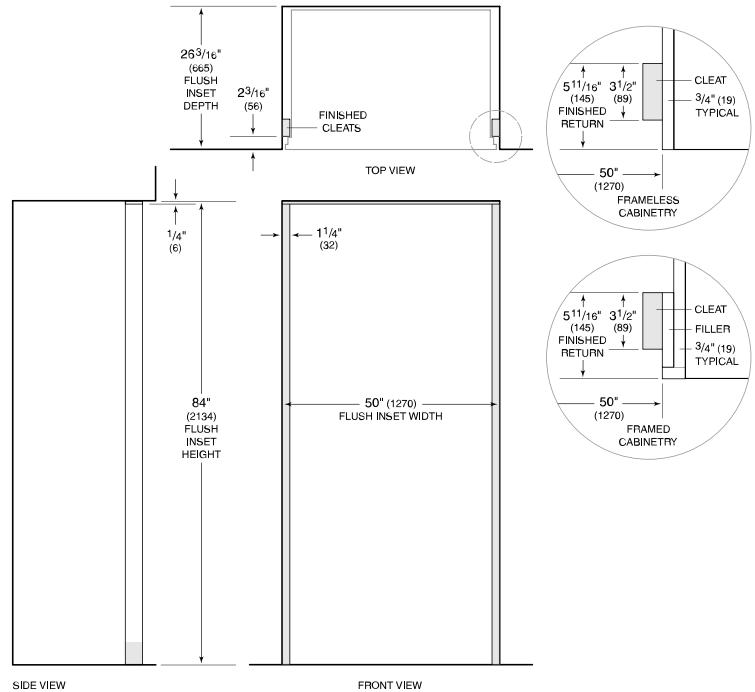 26 3/16"
(665)
FLUSH
INSET
DEPTH
2 3/16"
(56)
FINISHED
CLEATS
TOP VIEW
5 11/16"
(145)
FINISHED
RETURN
3 1/2"
(89)
CLEAT
3/4" (19)
TYPICAL
50"
(1270)
FRAMELESS
CABINETRY
1/4"
(6)
1 1/4"
(32)
84"
(2134)
FLUSH
INSET
HEIGHT
50" (1270)
FLUSH INSET WIDTH
5 11/16"
(145)
FINISHED
RETURN
3 1/2"
(89)
CLEAT
FILLER
3/4" (19)
TYPICAL
50"
(1270)
FRAMED
CABINETRY
SIDE VIEW
FRONT VIEW